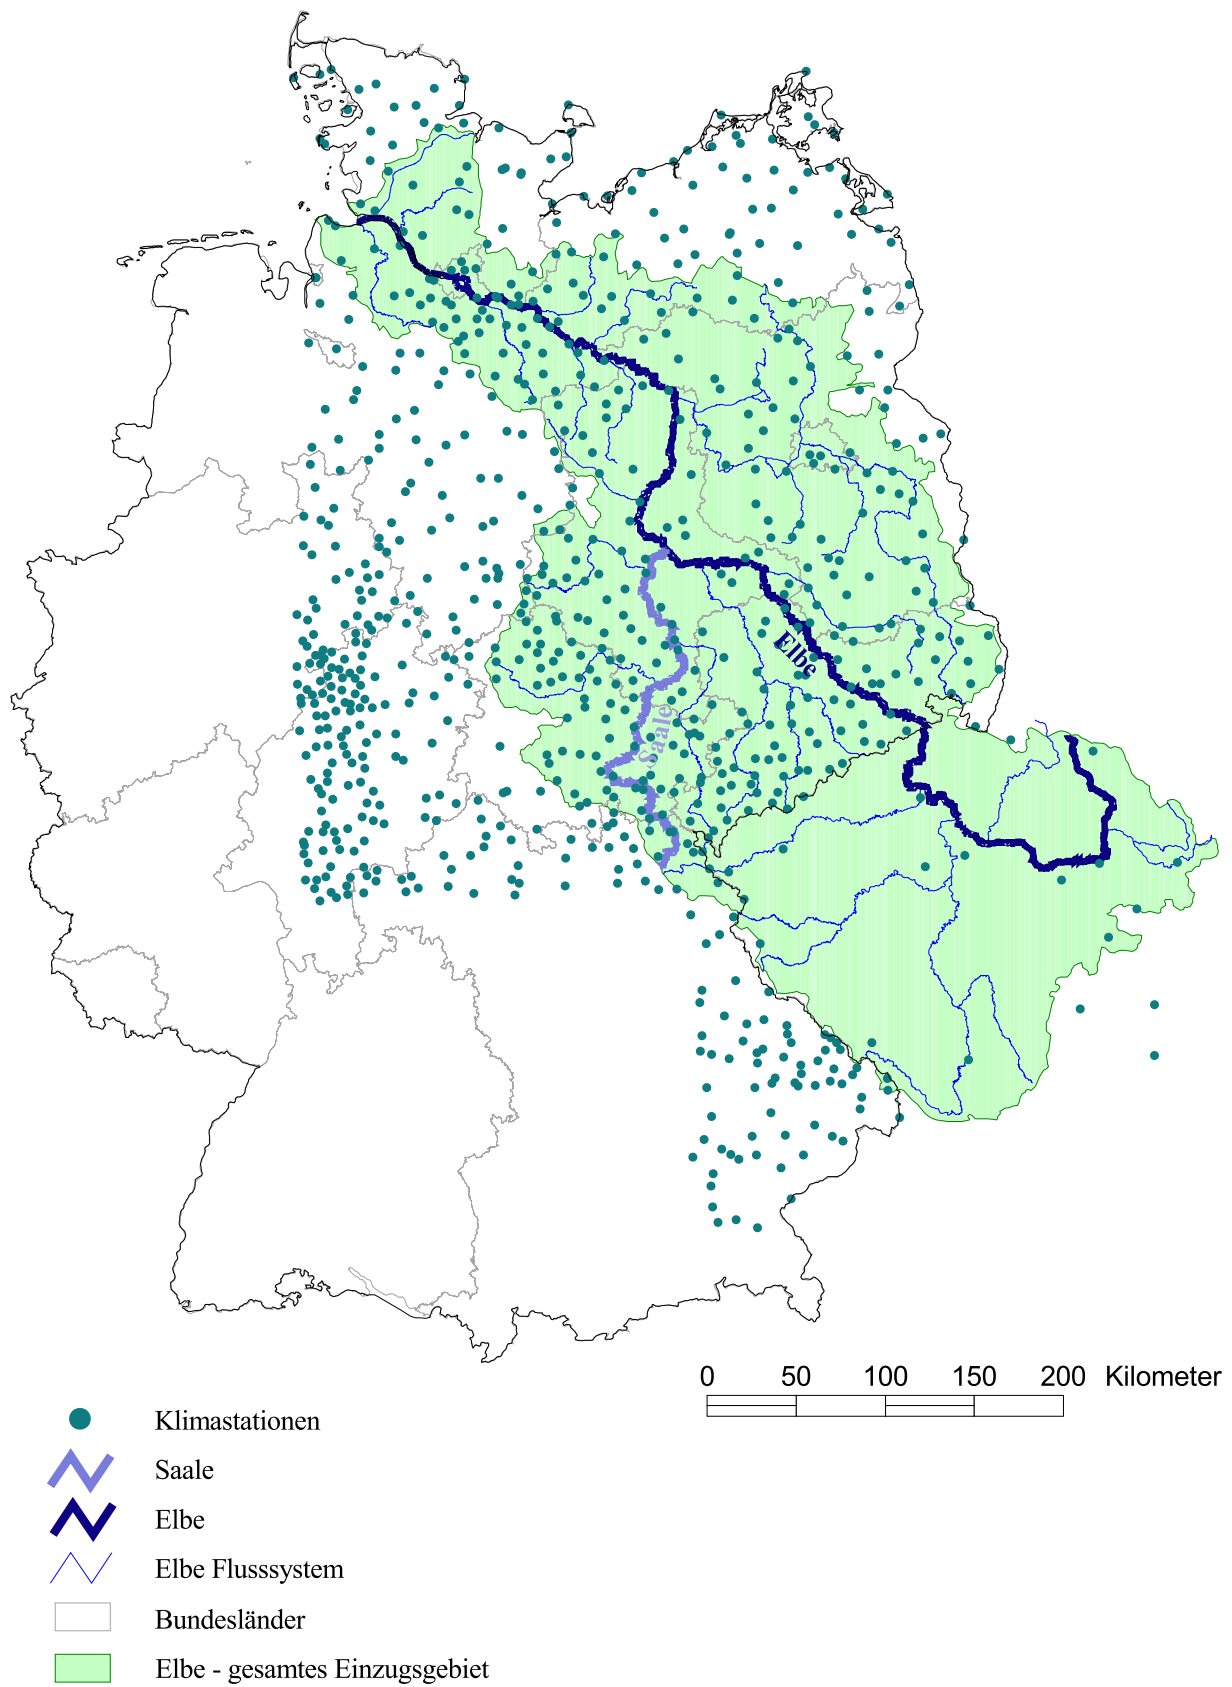 Elbe
Saale
0 50 100 150 200 Kilometer
Klimastationen
Saale
Elbe
Elbe Flusssystem
Bundesländer
Elbe - gesamtes Einzugsgebiet